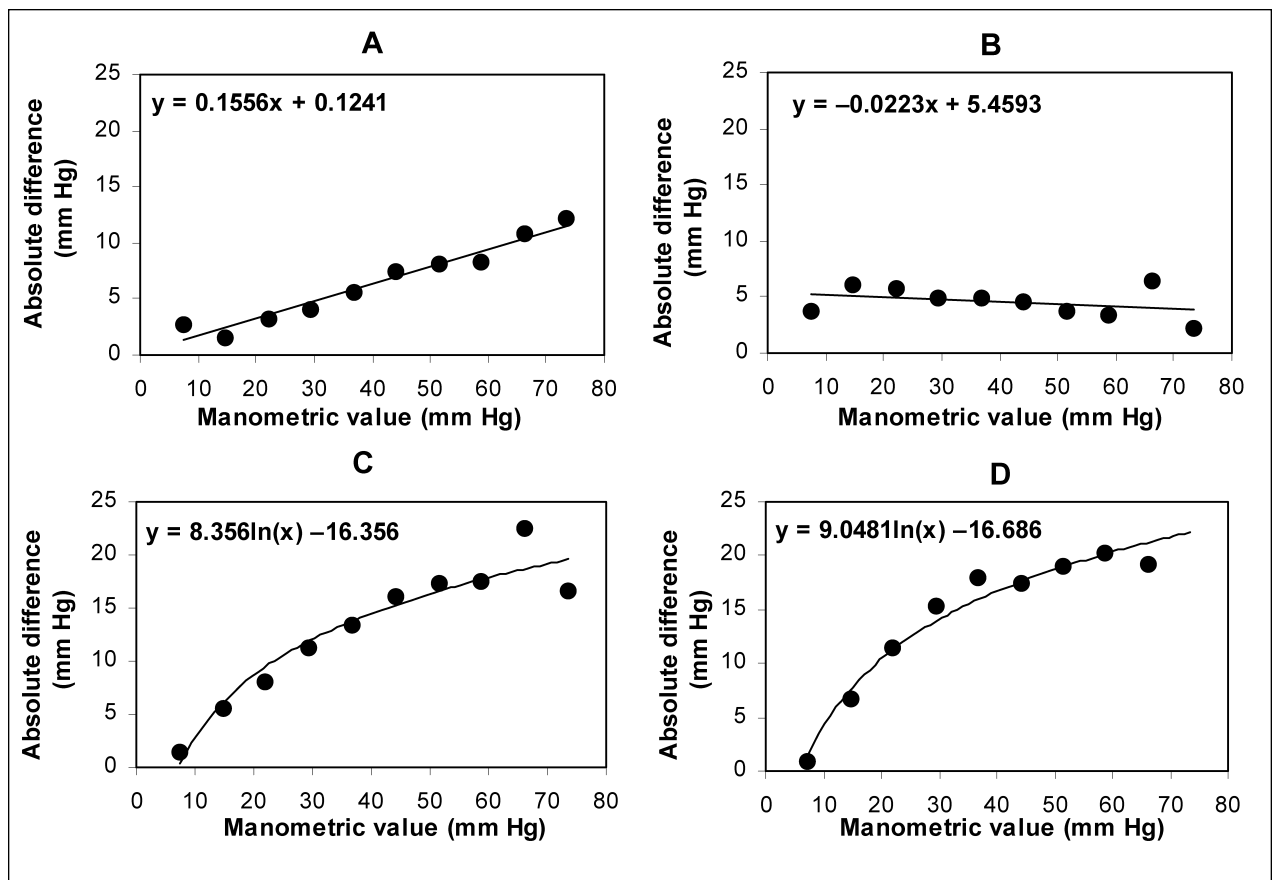 A
y = 0.1556x + 0.1241
Absolute difference
(mm Hg)
25
20
15
10
5
0
0 10 20 30 40 50 60 70 80
Manometric value (mm Hg)
B
y = –0.0223x + 5.4593
Absolute difference
(mm Hg)
25
20
15
10
5
0
0 10 20 30 40 50 60 70 80
Manometric value (mm Hg)
C
y = 8.356ln(x) –16.356
Absolute difference
(mm Hg)
25
20
15
10
5
0
0 10 20 30 40 50 60 70 80
Manometric value (mm Hg)
D
y = 9.0481ln(x) –16.686
Absolute difference
(mm Hg)
25
20
15
10
5
0
0 10 20 30 40 50 60 70 80
Manometric value (mm Hg)